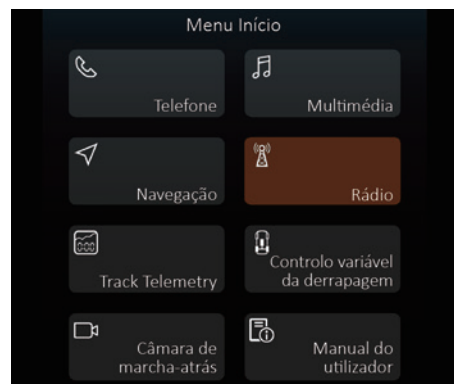 Menu Início
Telefone
Multimédia
Navegação
Rádio
Track Telemetry
Controlo variável
da derrapagem
Câmara de
marcha-atrás
Manual do
utilizador